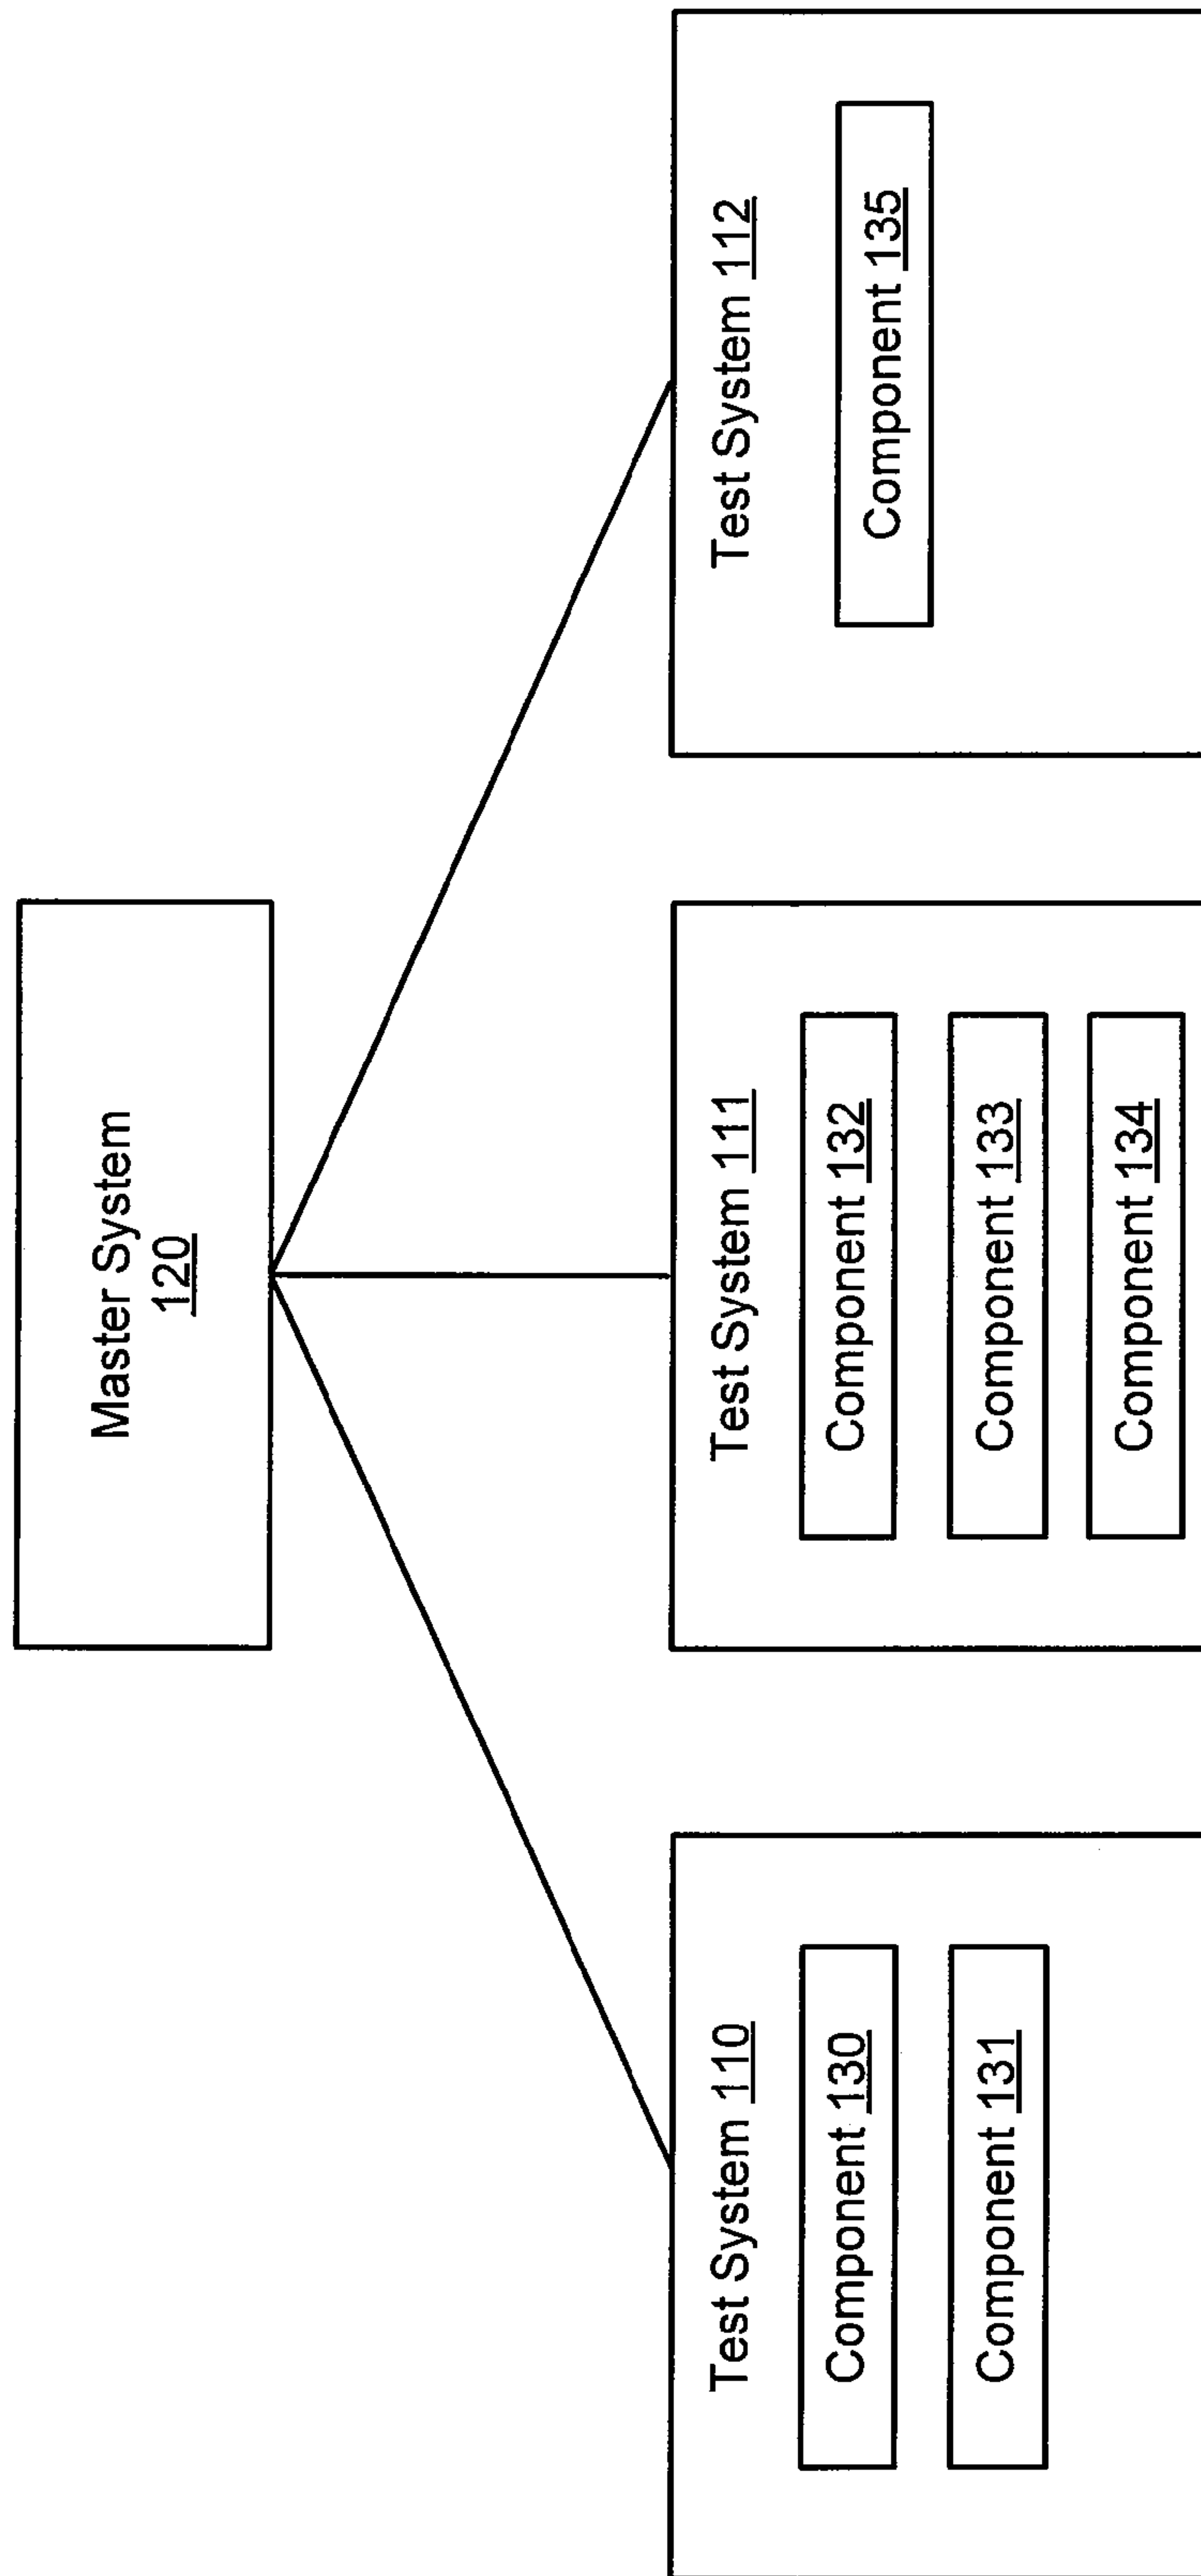 Master System
120
Test System 110
Component 130
Component 131
Test System 111
Component 132
Component 133
Component 134
Test System 112
Component 135